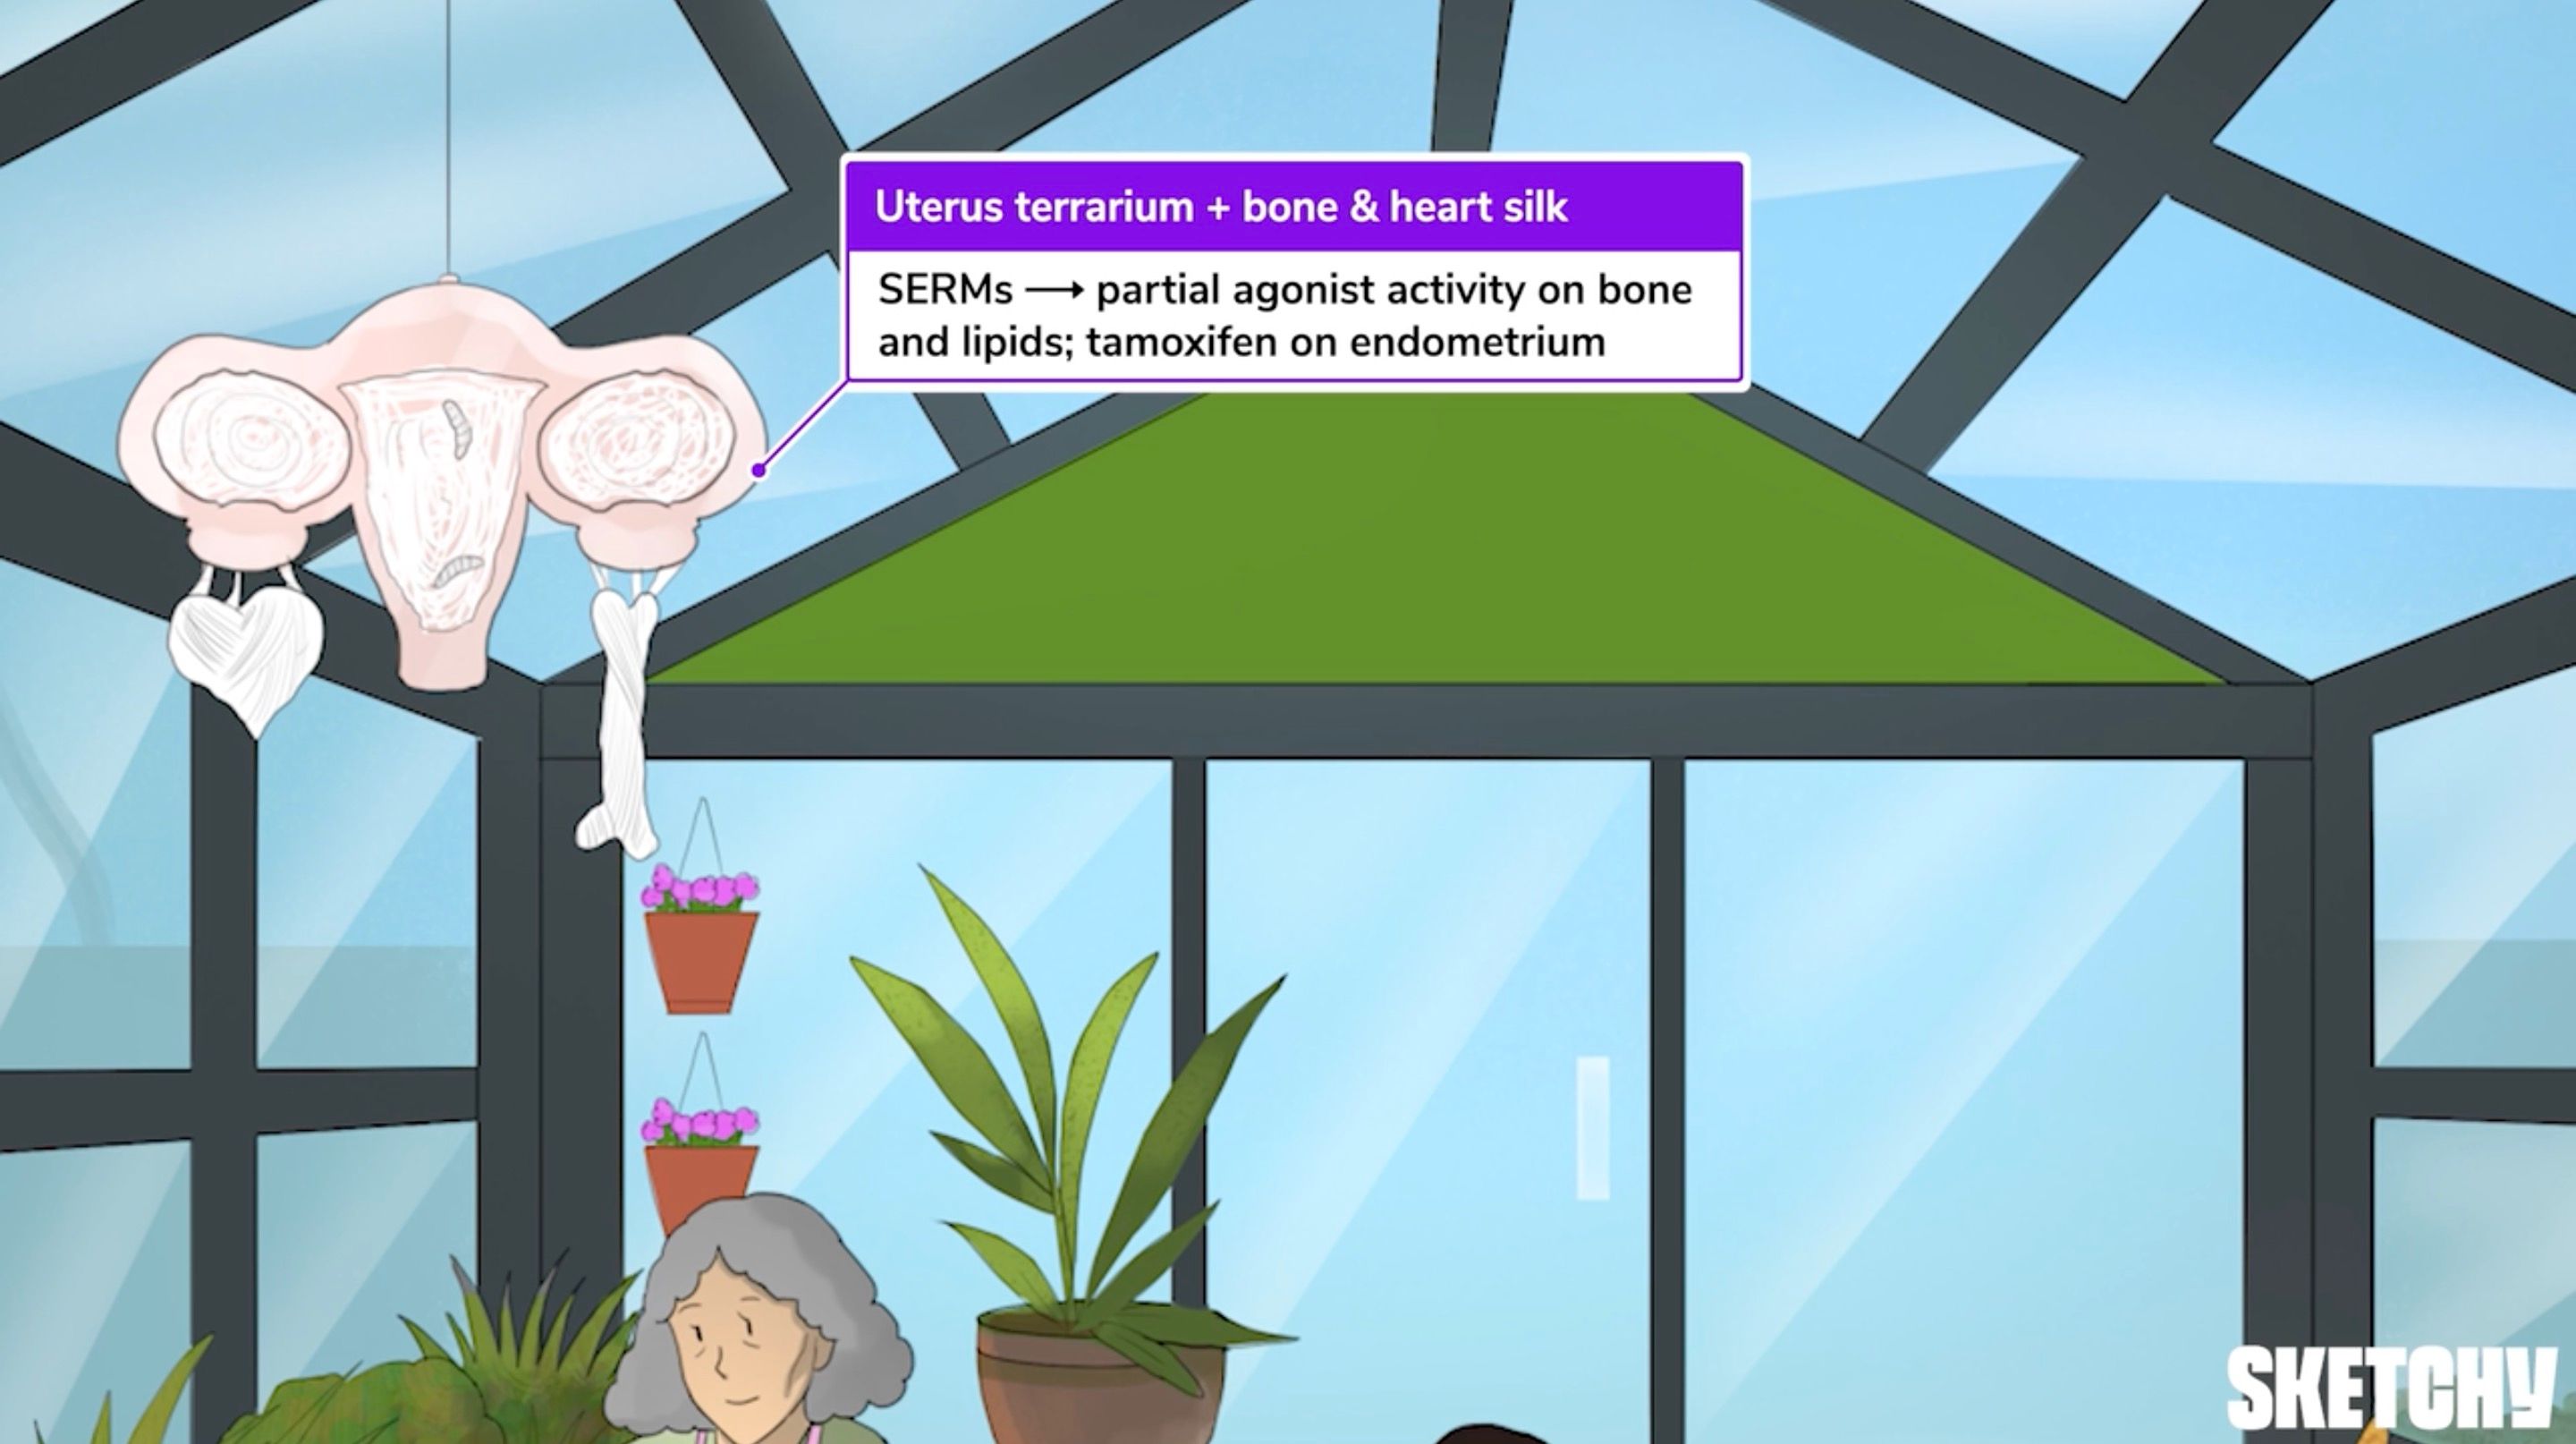 Uterus terrarium + bone & heart silk
SERMs ⟶ partial agonist activity on bone
and lipids; tamoxifen on endometrium
SKETCHY